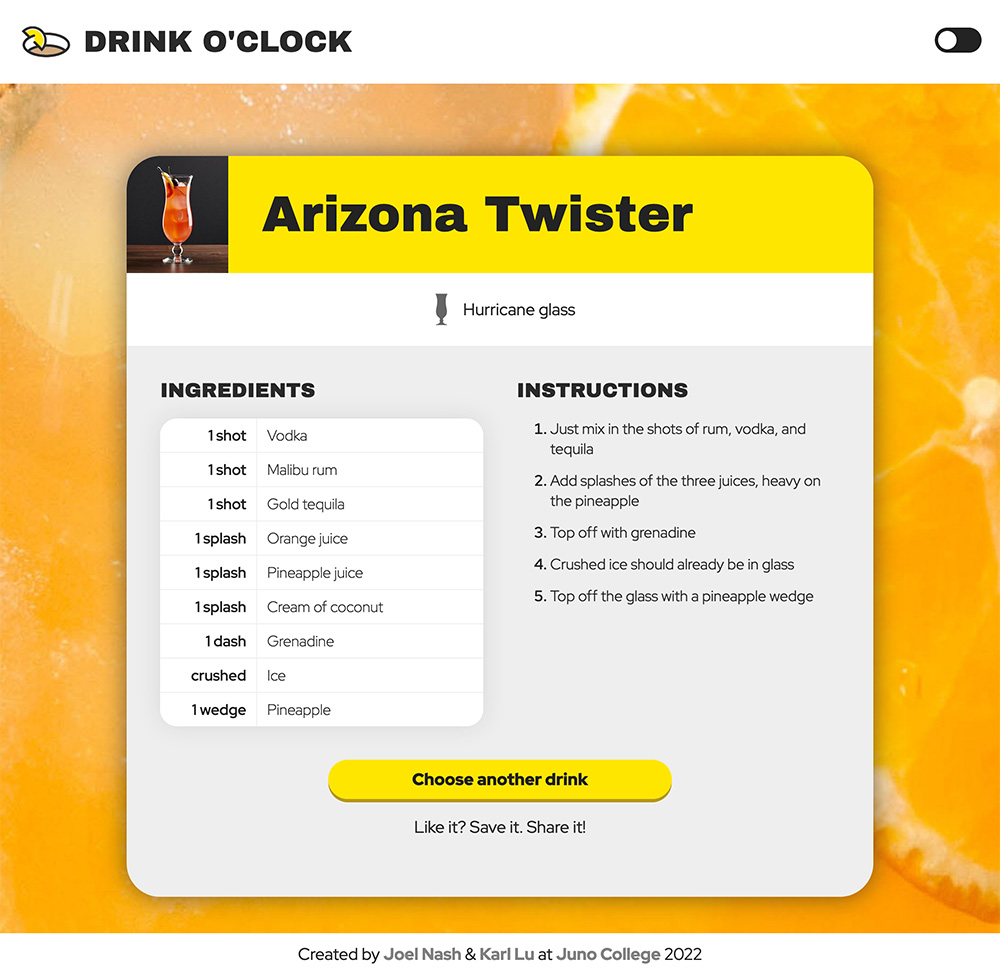 DRINK O'CLOCK
Arizona Twister
Hurricane glass
INGREDIENTS
1 shot Vodka
1 shot Malibu rum
1 shot Gold tequila
1 splash Orange juice
1 splash Pineapple juice
1 splash Cream of coconut
1 dash Grenadine
crushed Ice
1 wedge Pineapple
INSTRUCTIONS
1. Just mix in the shots of rum, vodka, and
tequila
2. Add splashes of the three juices, heavy on
the pineapple
3. Top off with grenadine
4. Crushed ice should already be in glass
5. Top off the glass with a pineapple wedge
Choose another drink
Like it? Save it. Share it!
Created by Joel Nash & Karl Lu at Juno College 2022